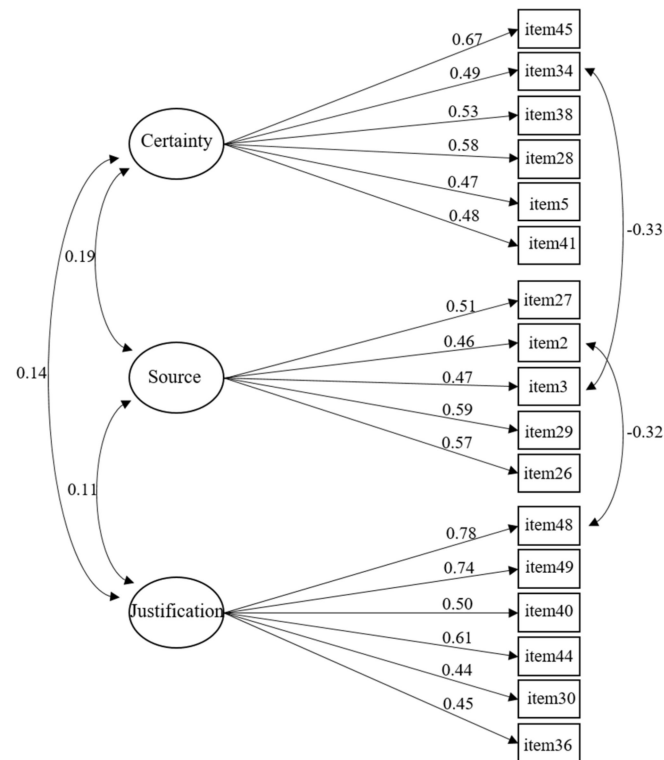 item45
0.67
item34
0.49
item38
0.53
Certainty
item28
0.58
item5
0.47
item41
0.48
-0.33
0.19
item27
0.51
item2
0.46
0.14
Source
item3
0.47
item29
0.59
-0.32
item26
0.57
0.11
item48
0.78
item49
0.74
Justification
item40
0.50
item44
0.61
item30
0.44
item36
0.45